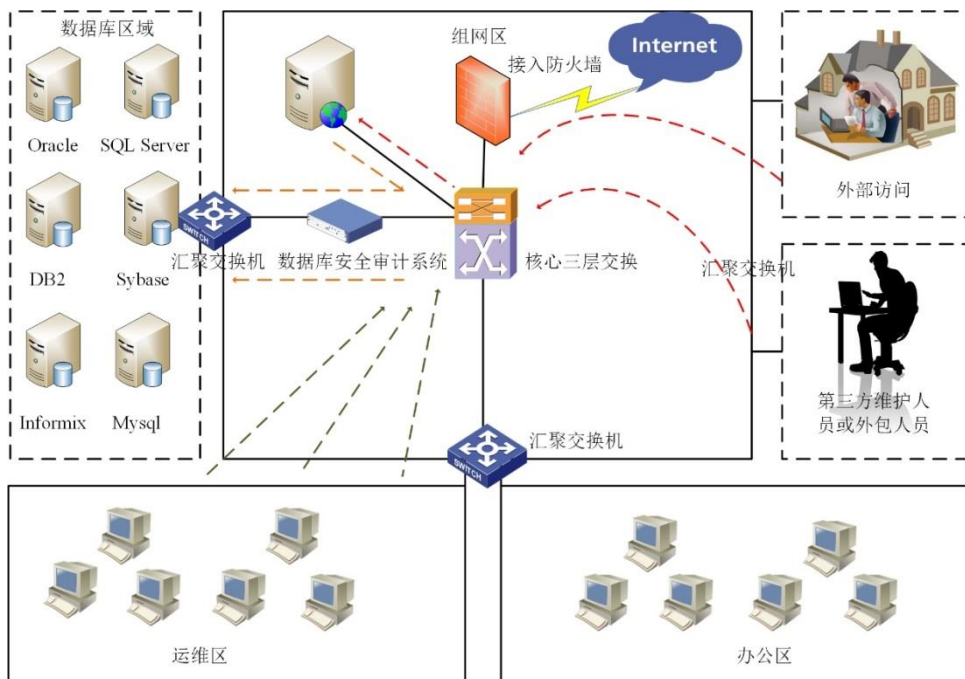 数据库区域
Oracle
SQL Server
DB2
Sybase
Informix
Mysql
组网区
接入防火墙
Internet
SWITCH
汇聚交换机
数据库安全审计系统
核心三层交换
汇聚交换机
外部访问
第三方维护人
员或外包人员
SWITCH
汇聚交换机
运维区
办公区